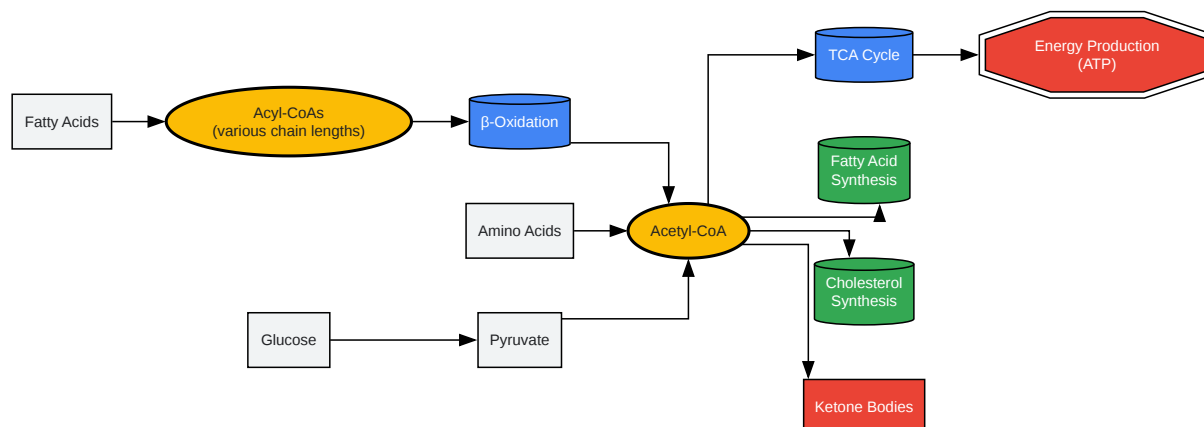 TCA Cycle
Energy Production
(ATP)
Fatty Acids
Acyl-CoAs
(various chain lengths)
β-Oxidation
Fatty Acid
Synthesis
Amino Acids
Acetyl-CoA
Cholesterol
Synthesis
Glucose
Pyruvate
Ketone Bodies